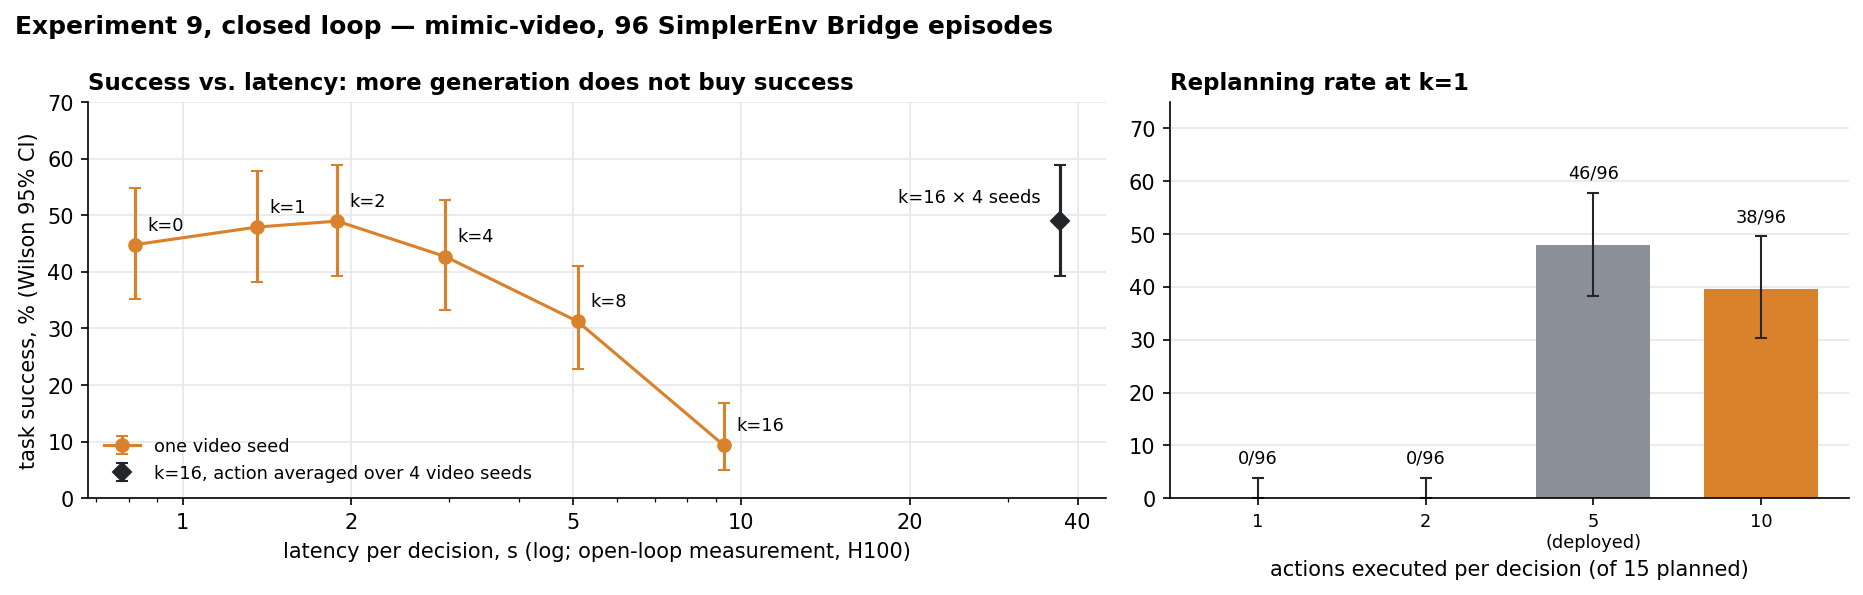 Experiment 9, closed loop — mimic-video, 96 SimplerEnv Bridge episodes
Success vs. latency: more generation does not buy success
task success, % (Wilson 95% CI)
70
60
50
40
30
20
10
0
k=0
k=1
k=2
k=4
k=8
k=16
k=16 × 4 seeds
one video seed
k=16, action averaged over 4 video seeds
1
2
5
10
20
40
latency per decision, s (log; open-loop measurement, H100)
Replanning rate at k=1
70
60
50
40
30
20
10
0
0/96
0/96
46/96
38/96
1
2
5
(deployed)
10
actions executed per decision (of 15 planned)